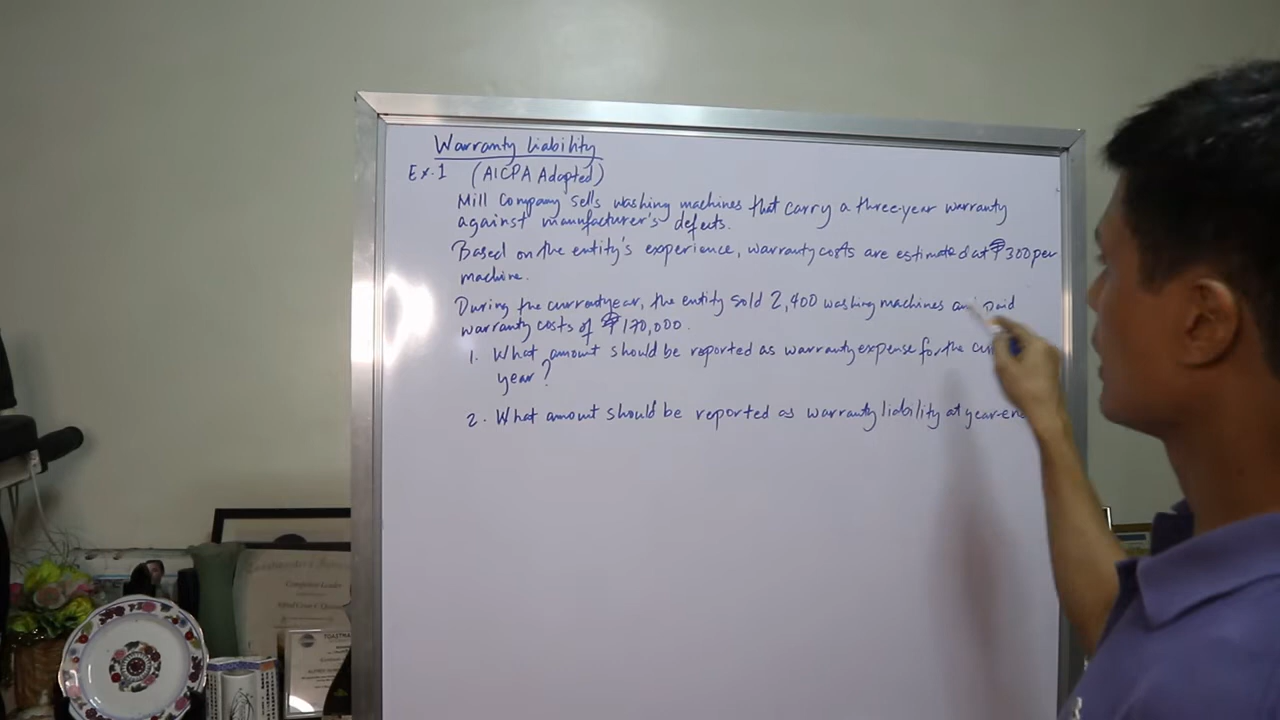 Warranty Liability
Ex.1 (AICPA Adapted)
Mill Company sells washing machines that carry a three-year warranty
against manufacturer's defects.
Based on the entity's experience, warranty costs are estimated at ₱300 per
machine.
During the current year, the entity sold 2,400 washing machines and paid
warranty costs of ₱170,000.
1. What amount should be reported as warranty expense for the
year?
2. What amount should be reported as warranty liability at year-en
TOASTMA